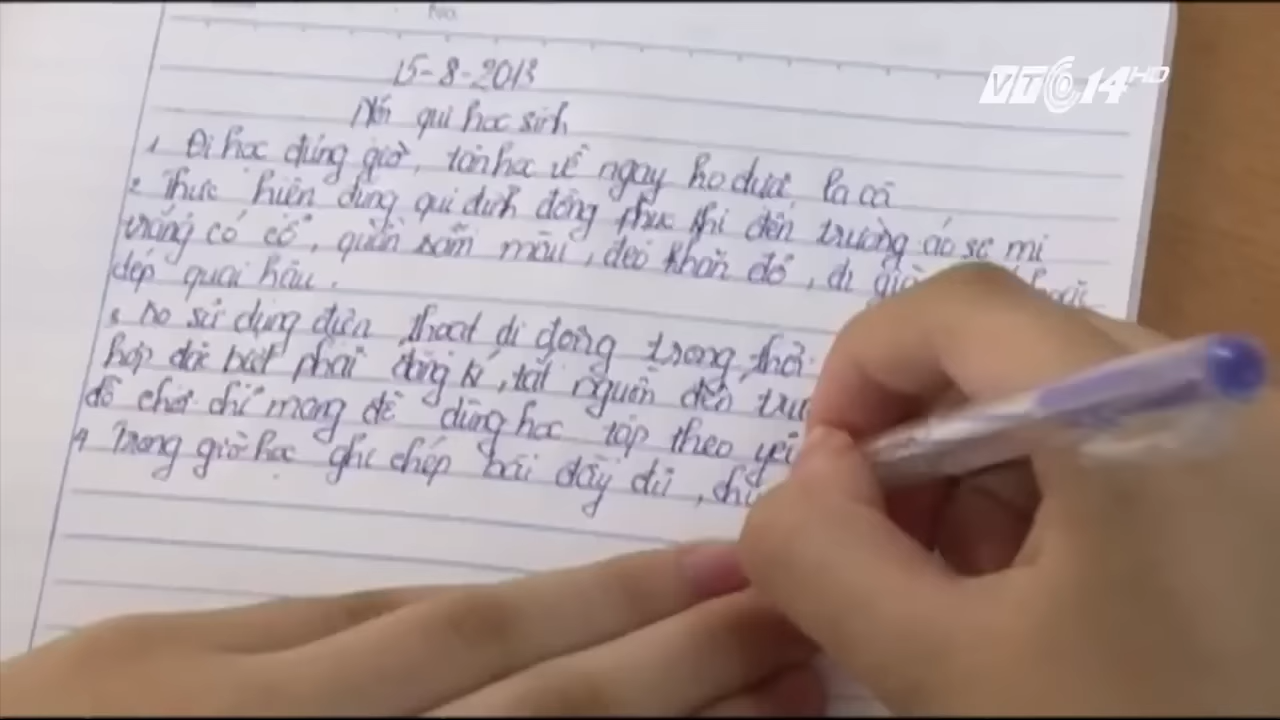 VTC14HD
15-8-2013
Nội qui học sinh
1 Đi học đúng giờ, tan học về ngay ko được la cà
2 Thực hiện đúng qui định đồng phục khi đến trường áo sơ mi
trắng có cổ, quần sẫm màu, đeo khăn đỏ, đi
dép quai hậu.
3 ko sử dụng điện thoại di động trong thời
hợp đặc biệt phải đăng kí, tắt nguồn đến
đồ chơi chỉ mang đồ dùng học tập theo
4 Trong giờ học ghi chép bài đầy đủ,